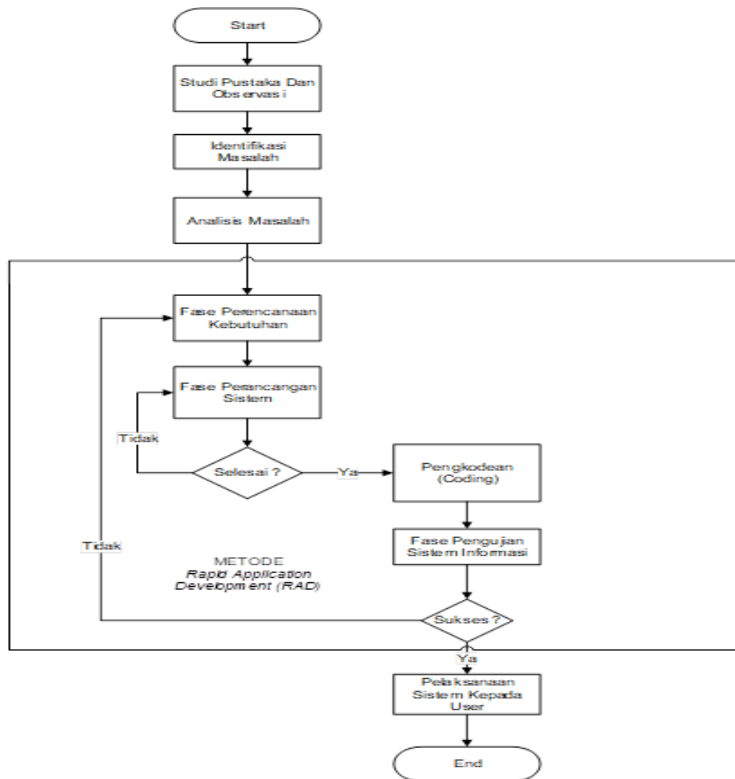 Start
Studi Pustaka Dan
Observasi
Identifikasi
Masalah
Analisis Masalah
Fase Perencanaan
Kebutuhan
Fase Perancangan
Sistem
Tidak
Selesai ?
Ya
Pengkodean
(Coding)
Fase Pengujian
Sistem Informasi
Tidak
METODE
Rapid Application
Development (RAD)
Sukses ?
Ya
Pelaksanaan
Sistem Kepada
User
End